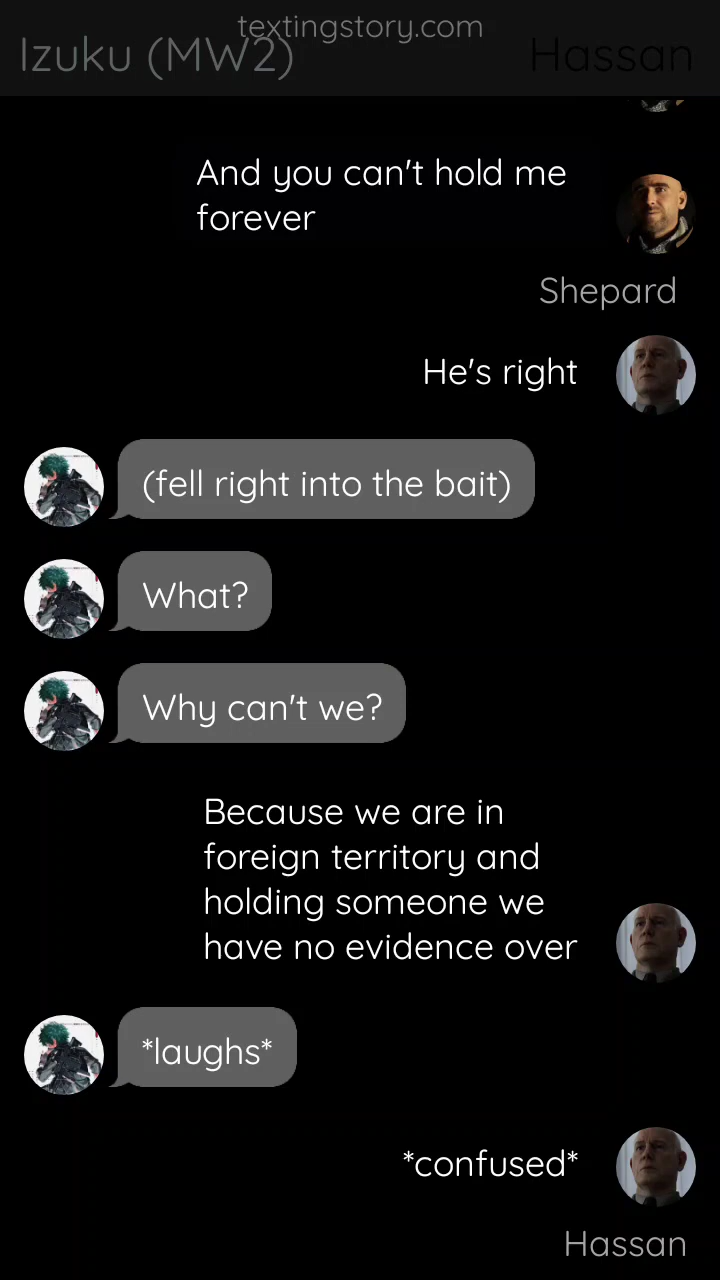 textingstory.com
Izuku (MW2)
Hassan
And you can't hold me
forever
Shepard
He's right
(fell right into the bait)
What?
Why can't we?
Because we are in
foreign territory and
holding someone we
have no evidence over
*laughs*
*confused*
Hassan